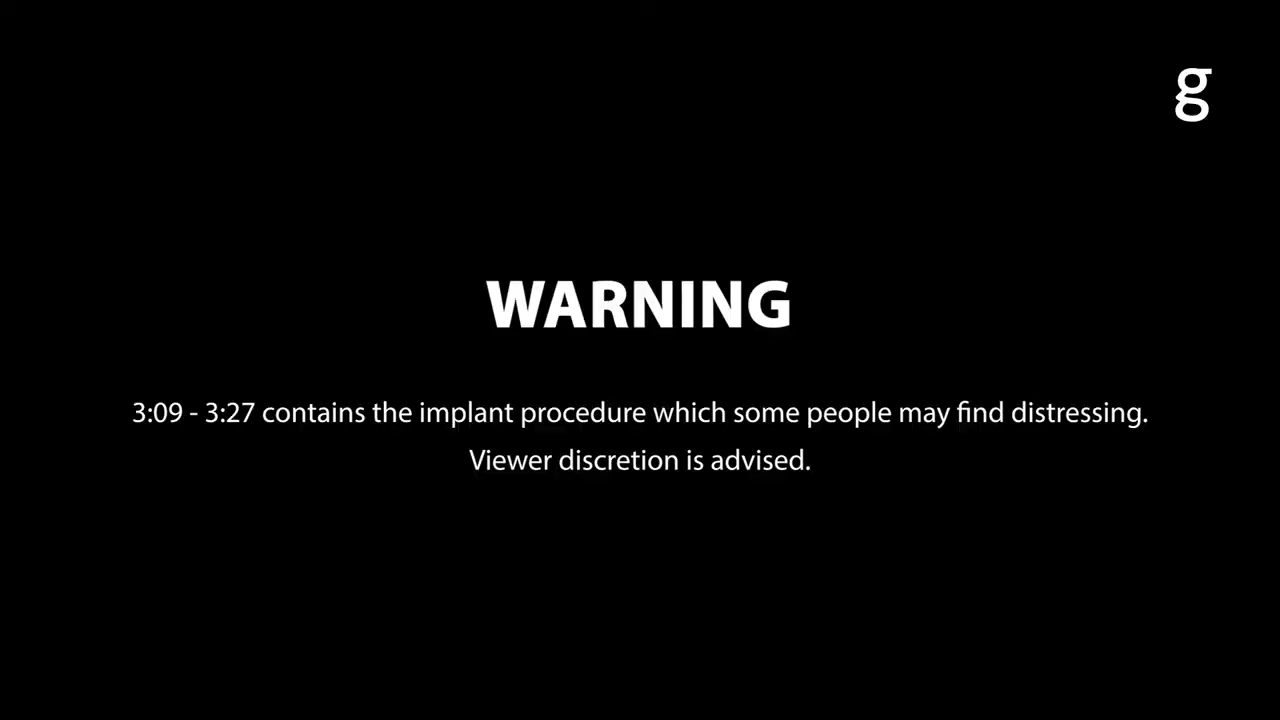 g
WARNING
3:09 - 3:27 contains the implant procedure which some people may find distressing.
Viewer discretion is advised.